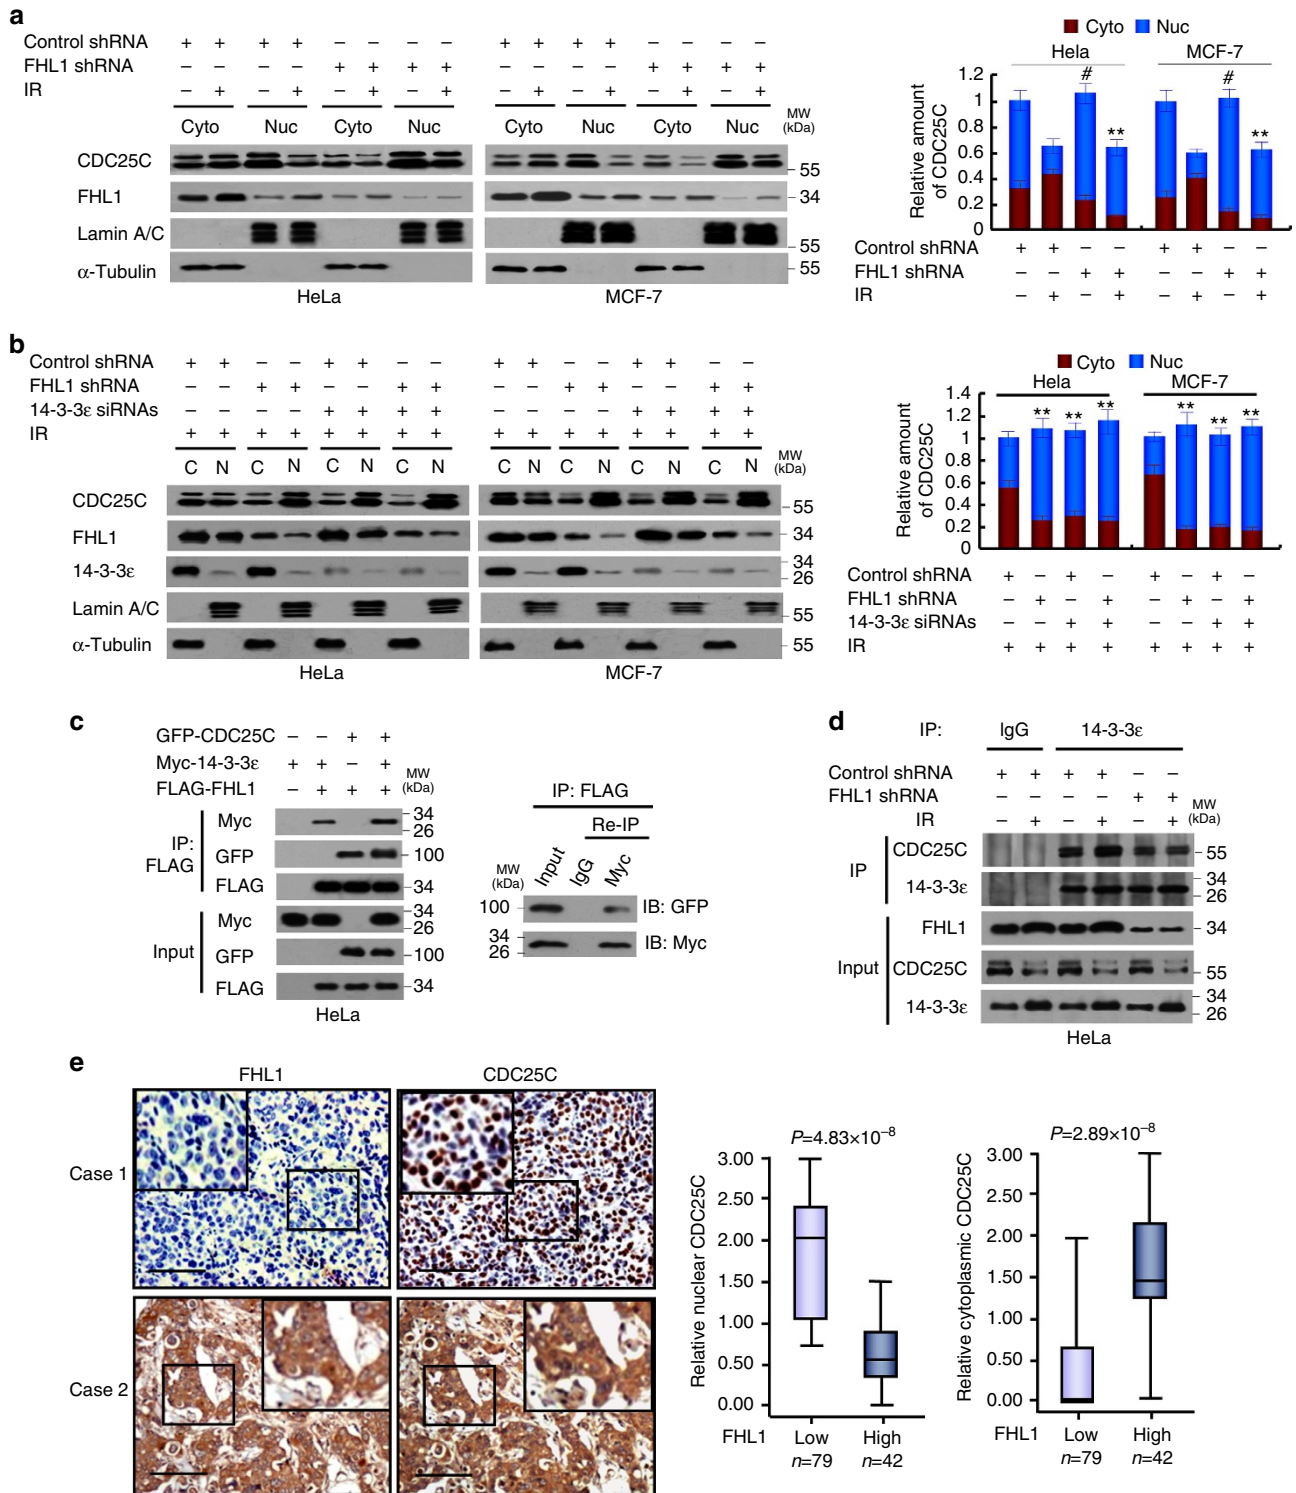 a
Control shRNA + + + + − − − − + + + + − − − −
FHL1 shRNA − − − − + + + + − − − − + + + +
IR − + − + − + − + − + − + − + − +
Cyto Nuc Cyto Nuc Cyto Nuc Cyto Nuc MW (kDa)
CDC25C 55
FHL1 34
Lamin A/C 55
α-Tubulin 55
HeLa MCF-7
Cyto Nuc
Hela MCF-7
Relative amount of CDC25C
1.2
1
0.8
0.6
0.4
0.2
0
# ** # **
Control shRNA + + − − + + − −
FHL1 shRNA − − + + − − + +
IR − + − + − + − +
b
Control shRNA + + − − + + − − + + − − + + − −
FHL1 shRNA − − + + − − + + − − + + − − + +
14-3-3ε siRNAs − − − − + + + + − − − − + + + +
IR + + + + + + + + + + + + + + + +
C N C N C N C N C N C N C N C N MW (kDa)
CDC25C 55
FHL1 34
14-3-3ε 34 26
Lamin A/C 55
α-Tubulin 55
HeLa MCF-7
Cyto Nuc
Hela MCF-7
Relative amount of CDC25C
1.4
1.2
1
0.8
0.6
0.4
0.2
0
** ** ** ** ** **
Control shRNA + − + − + − + −
FHL1 shRNA − + − + − + − +
14-3-3ε siRNAs − − + + − − + +
IR + + + + + + + +
c
GFP-CDC25C − − + +
Myc-14-3-3ε + + − +
FLAG-FHL1 − + + +
MW (kDa)
IP: FLAG
Myc 34 26
GFP 100
FLAG 34
Input
Myc 34 26
GFP 100
FLAG 34
HeLa
IP: FLAG
Re-IP
MW (kDa) Input IgG Myc
100 IB: GFP
34 26 IB: Myc
d
IP: IgG 14-3-3ε
Control shRNA + + + + − −
FHL1 shRNA − − − − + +
IR − + − + − +
MW (kDa)
IP
CDC25C 55
14-3-3ε 34 26
Input
FHL1 34
CDC25C 55
14-3-3ε 34 26
HeLa
e
FHL1 CDC25C
Case 1
Case 2
P=4.83×10⁻⁸
Relative nuclear CDC25C
3.00
2.50
2.00
1.50
1.00
0.50
0.00
FHL1 Low High
n=79 n=42
P=2.89×10⁻⁸
Relative cytoplasmic CDC25C
3.00
2.50
2.00
1.50
1.00
0.50
0.00
FHL1 Low High
n=79 n=42